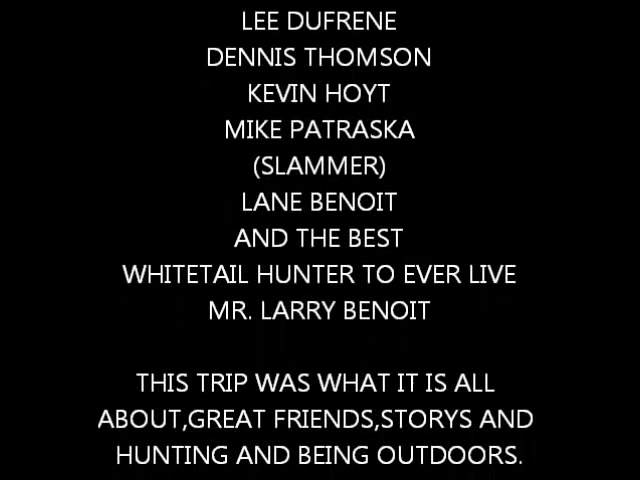 LEE DUFRENE
DENNIS THOMSON
KEVIN HOYT
MIKE PATRASKA
(SLAMMER)
LANE BENOIT
AND THE BEST
WHITETAIL HUNTER TO EVER LIVE
MR. LARRY BENOIT
THIS TRIP WAS WHAT IT IS ALL
ABOUT,GREAT FRIENDS,STORYS AND
HUNTING AND BEING OUTDOORS.